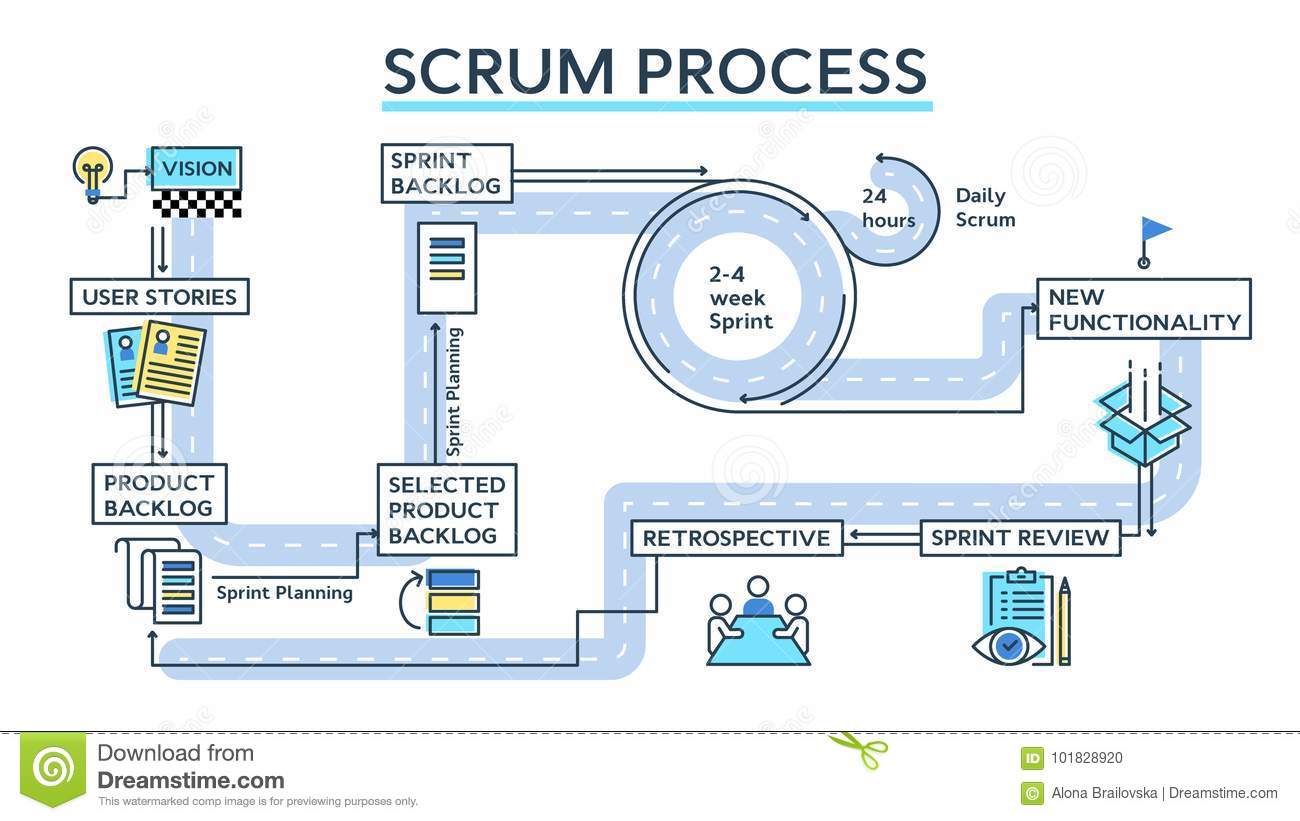 SCRUM PROCESS
VISION
USER STORIES
PRODUCT
BACKLOG
Sprint Planning
SELECTED
PRODUCT
BACKLOG
Sprint Planning
SPRINT
BACKLOG
2-4
week
Sprint
24
hours
Daily
Scrum
NEW
FUNCTIONALITY
SPRINT REVIEW
RETROSPECTIVE
Download from
Dreamstime.com
This watermarked comp image is for previewing purposes only.
ID 101828920
© Alona Brailovska | Dreamstime.com